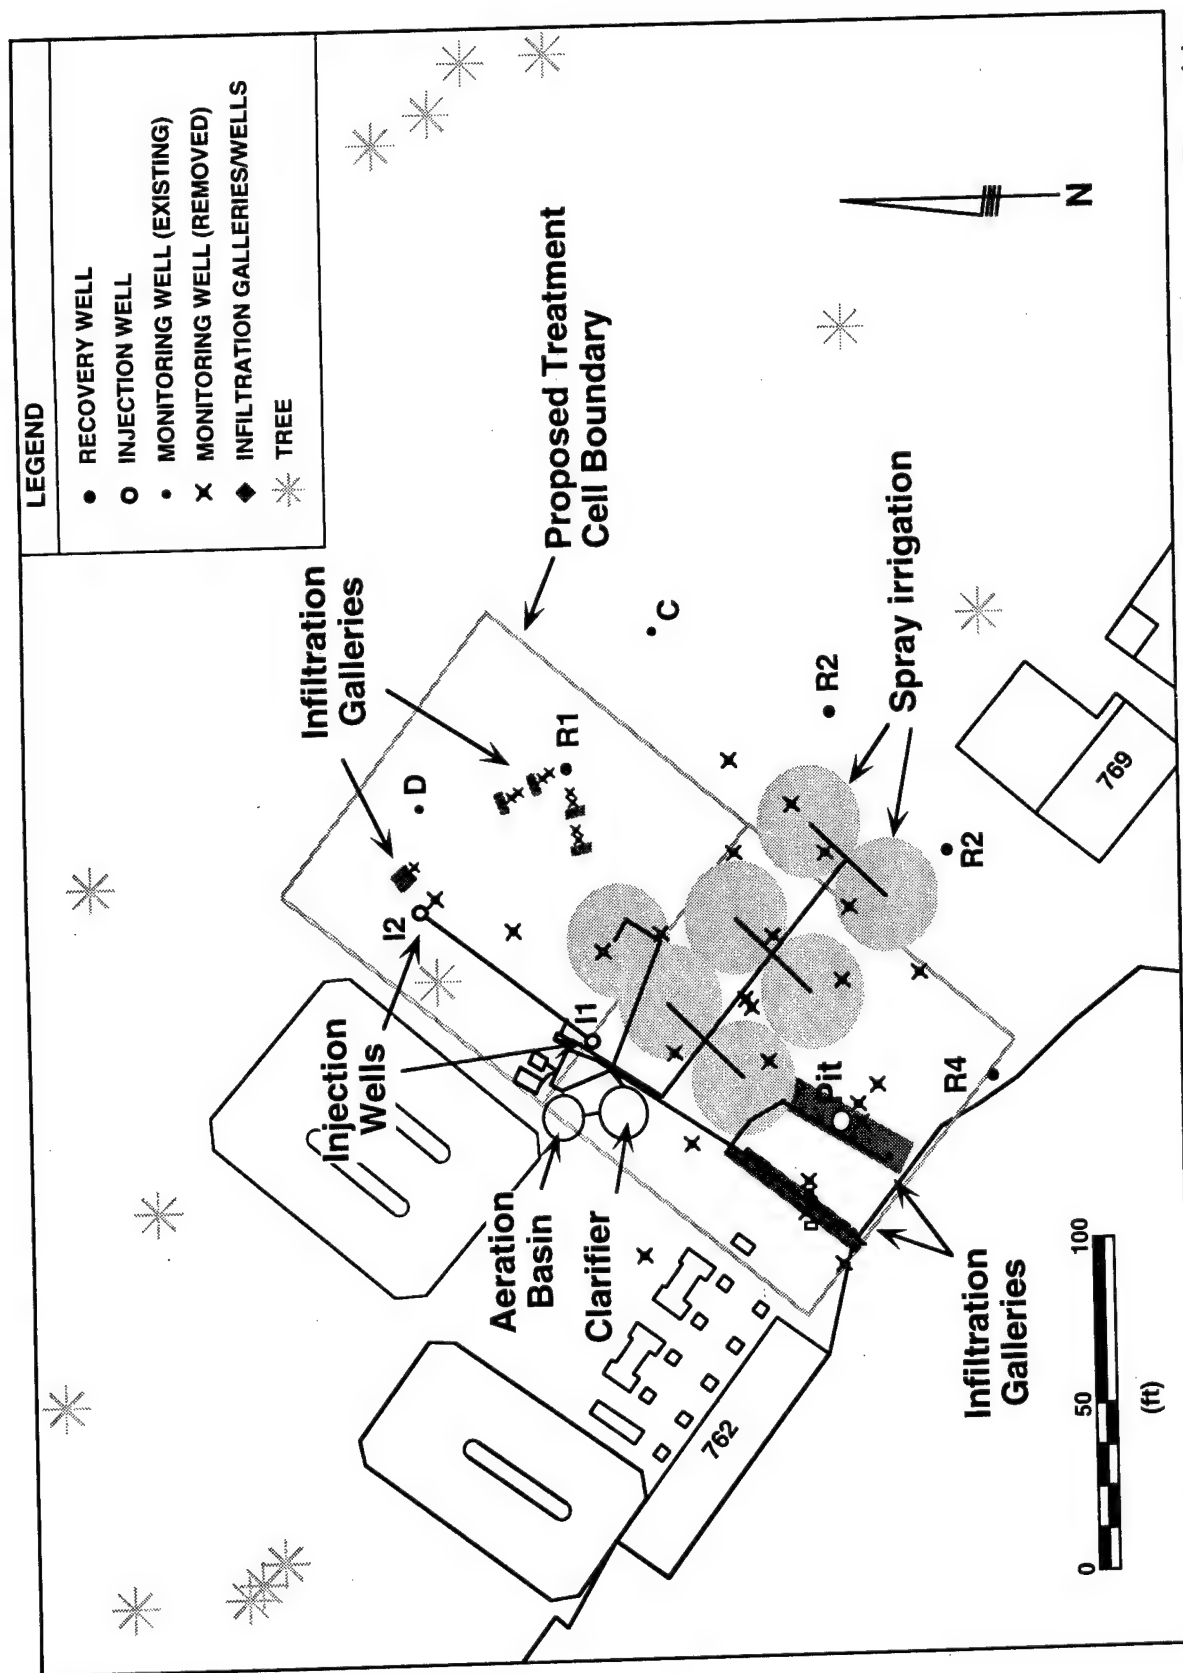 LEGEND
RECOVERY WELL
INJECTION WELL
MONITORING WELL (EXISTING)
MONITORING WELL (REMOVED)
INFILTRATION GALLERIES/WELLS
TREE
Infiltration
Galleries
Proposed Treatment
Cell Boundary
Injection
Wells
I2
D
I1
R1
C
Aeration
Basin
Clarifier
R2
Spray irrigation
R2
Pit
R4
762
769
Infiltration
Galleries
0
50
100
(ft)
N